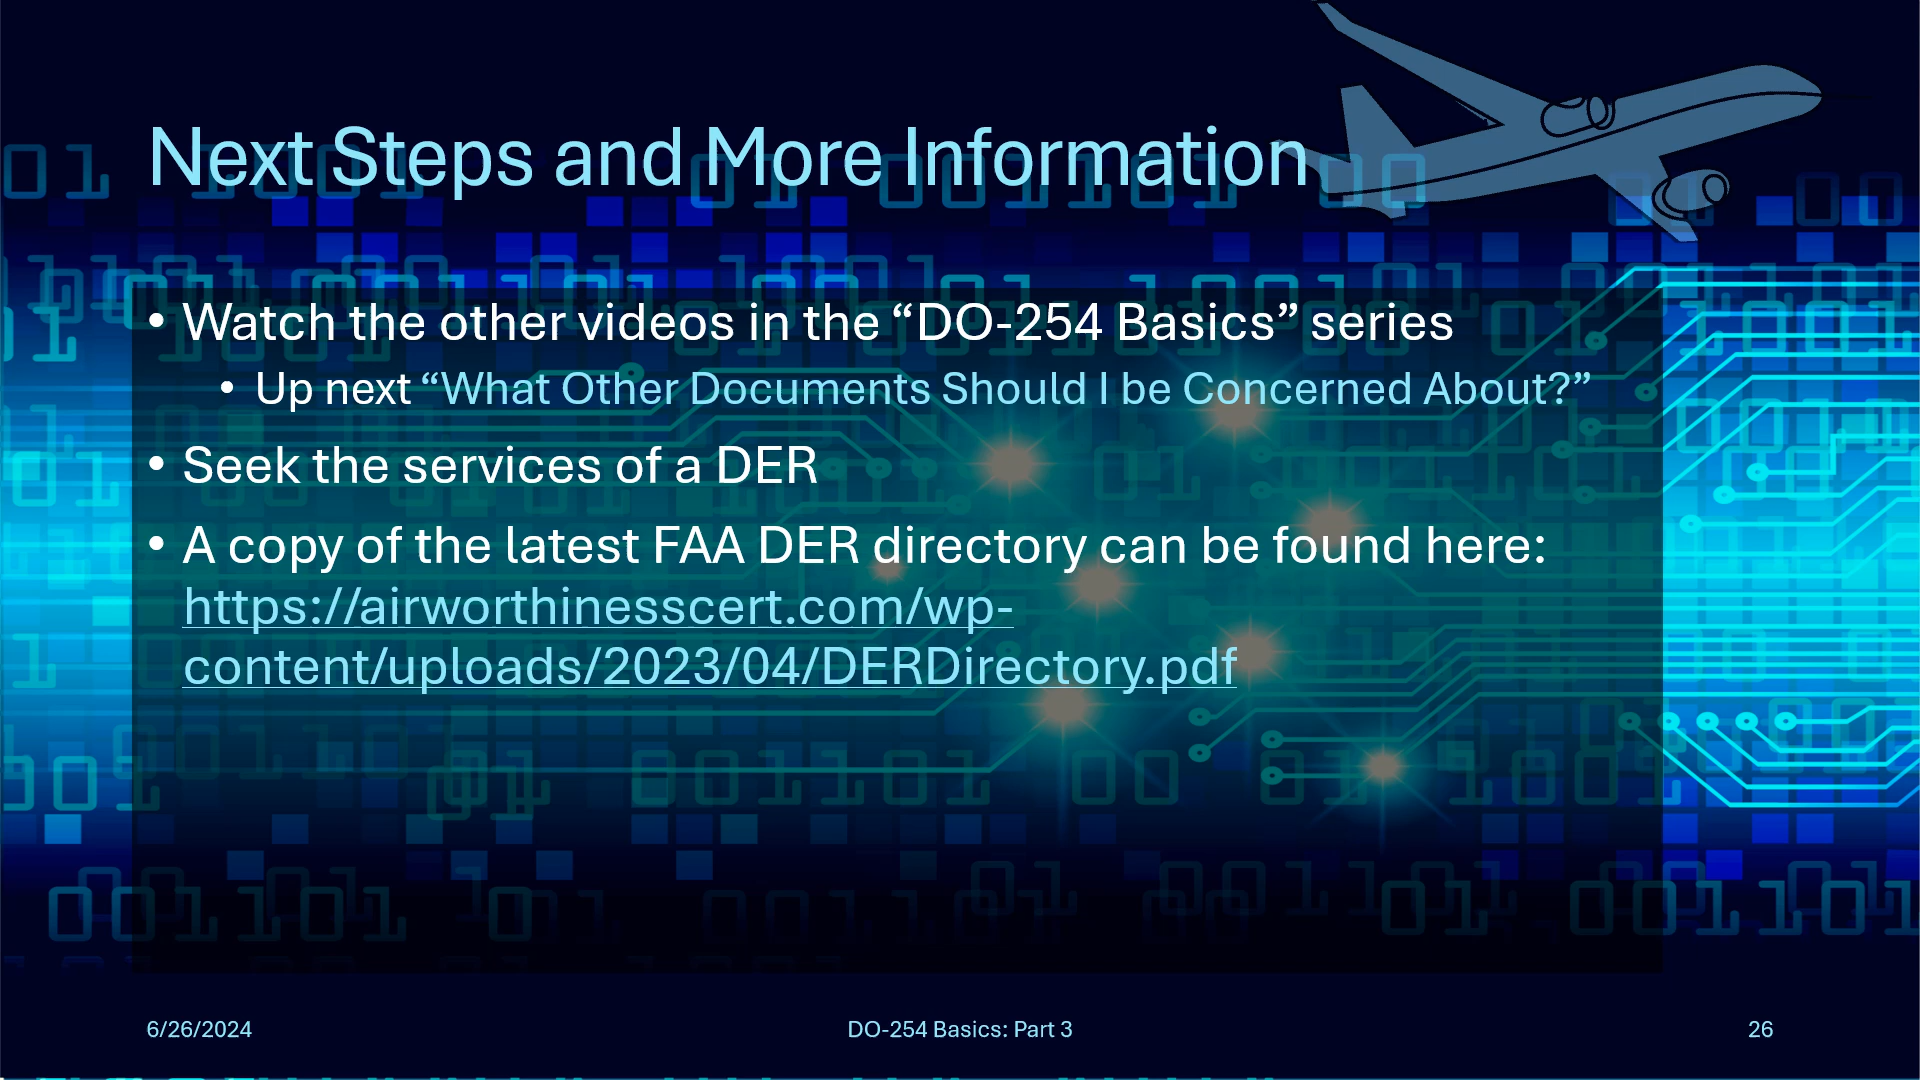 Next Steps and More Information
• Watch the other videos in the “DO-254 Basics” series
• Up next “What Other Documents Should I be Concerned About?”
• Seek the services of a DER
• A copy of the latest FAA DER directory can be found here:
https://airworthinesscert.com/wp-
content/uploads/2023/04/DERDirectory.pdf
6/26/2024
DO-254 Basics: Part 3
26